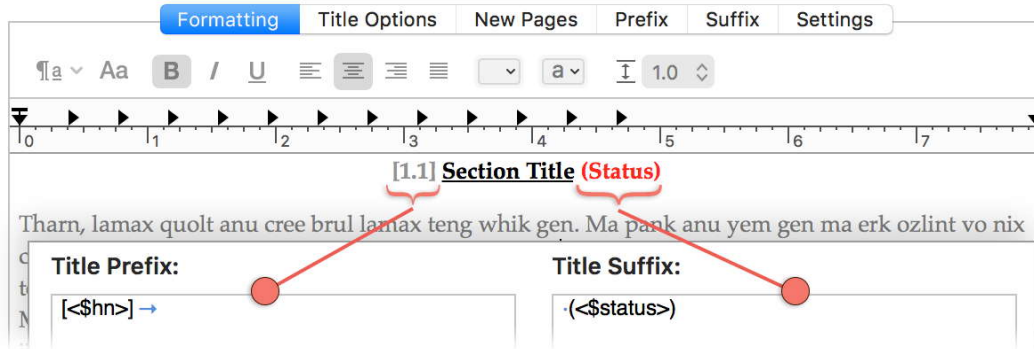 Formatting Title Options New Pages Prefix Suffix Settings
¶a Aa B I U a 1.0
0 1 2 3 4 5 6 7
[1.1] Section Title (Status)
Tharn, lamax quolt anu cree brul lamax teng whik gen. Ma pank anu yem gen ma erk ozlint vo nix
Title Prefix: Title Suffix:
[<$hn>] → ·(<$status>)